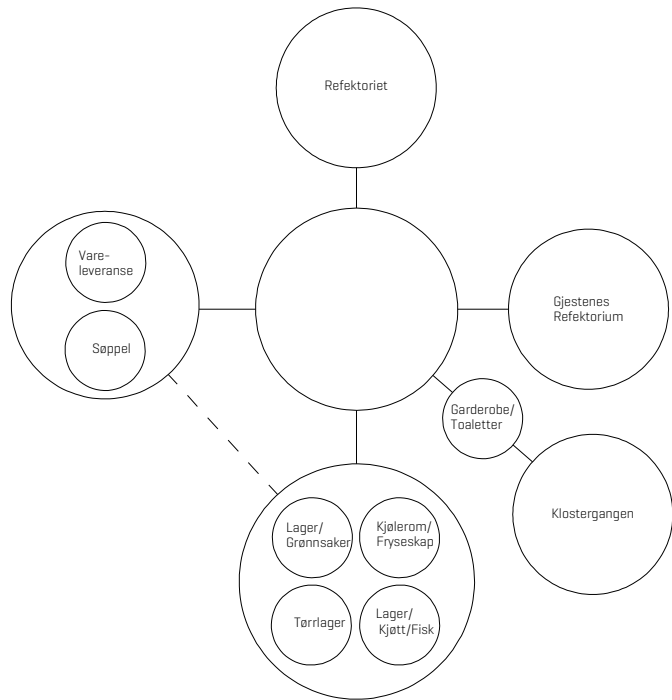 Refektoriet
Vare-
leveranse
Søppel
Gjestenes
Refektorium
Garderobe/
Toaletter
Klostergangen
Lager/
Grønnsaker
Kjølerom/
Fryseskap
Tørrlager
Lager/
Kjøtt/Fisk